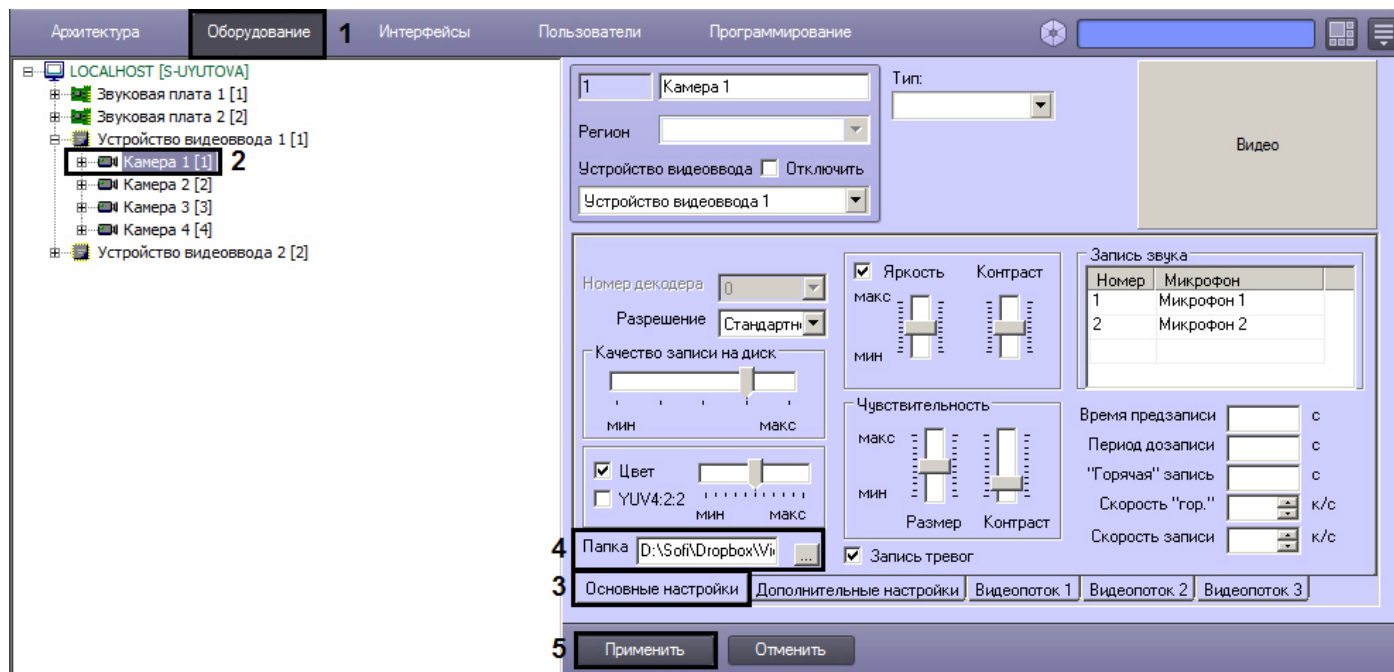 Архитектура Оборудование 1 Интерфейсы Пользователи Программирование
LOCALHOST [S-UYUTOVA]
Звуковая плата 1 [1]
Звуковая плата 2 [2]
Устройство видеоввода 1 [1]
Камера 1 [1] 2
Камера 2 [2]
Камера 3 [3]
Камера 4 [4]
Устройство видеоввода 2 [2]
1 Камера 1
Регион
Устройство видеоввода Отключить
Устройство видеоввода 1
Тип:
Видео
Номер декодера 0
Разрешение Стандартн
Качество записи на диск
мин макс
Цвет
YUV4:2:2
мин макс
4 Папка D:\Sofi\Dropbox\Vi ...
Яркость Контраст
макс
мин
Чувствительность
макс
мин
Размер Контраст
Запись тревог
Запись звука
Номер Микрофон
1 Микрофон 1
2 Микрофон 2
Время предзаписи с
Период дозаписи с
"Горячая" запись с
Скорость "гор." к/с
Скорость записи к/с
3 Основные настройки Дополнительные настройки Видеопоток 1 Видеопоток 2 Видеопоток 3
5 Применить Отменить